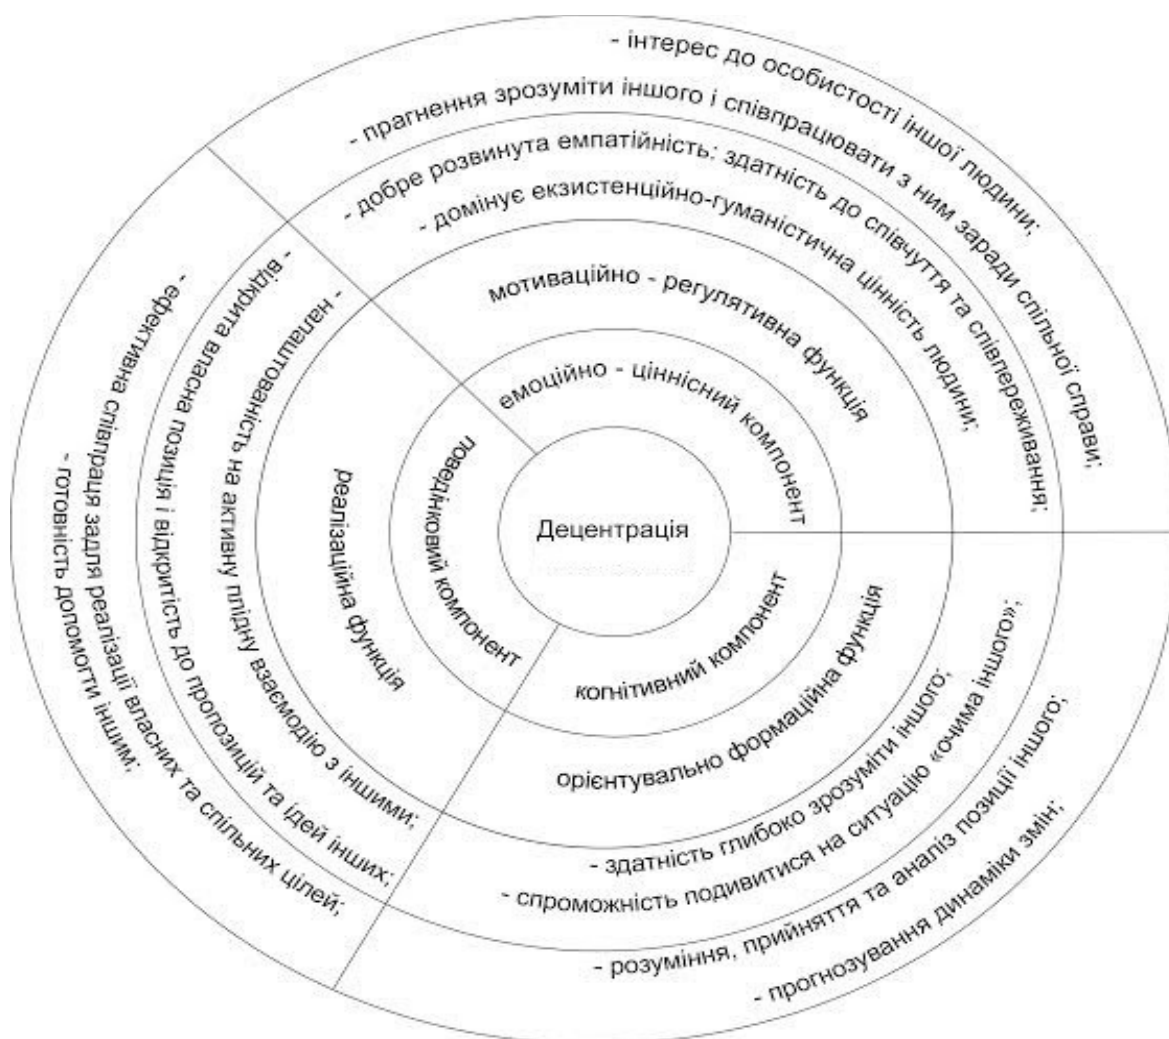 - інтерес до особистості іншої людини;
- прагнення зрозуміти іншого і співпрацювати з ним заради спільної справи;
- добре розвинута емпатійність: здатність до співчуття та співпереживання;
- домінує екзистенційно-гуманістична цінність людини;
мотиваційно - регулятивна функція
емоційно - ціннісний компонент
Децентрація
когнітивний компонент
орієнтувально формаційна функція
- здатність глибоко зрозуміти іншого;
- спроможність подивитися на ситуацію «очима іншого»;
- розуміння, прийняття та аналіз позиції іншого;
- прогнозування динаміки змін;
поведінковий компонент
реалізаційна функція
- налаштованість на активну плідну взаємодію з іншими;
- відкрита власна позиція і відкритість до пропозицій та ідей інших;
- ефективна співпраця задля реалізації власних та спільних цілей;
- готовність допомогти іншим;